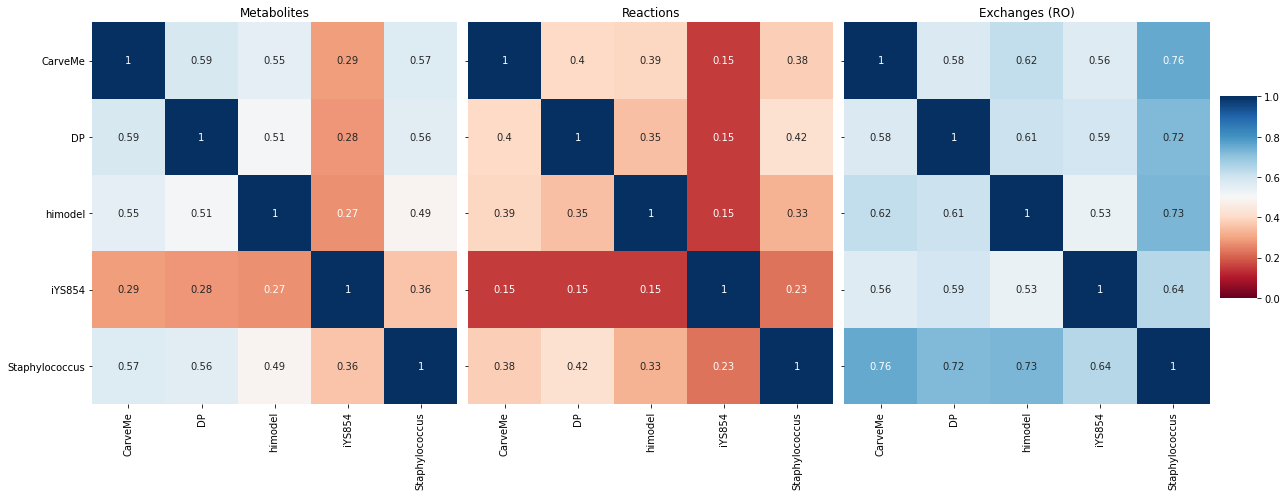 Metabolites Reactions Exchanges (RO)
CarveMe 1 0.59 0.55 0.29 0.57 1 0.4 0.39 0.15 0.38 1 0.58 0.62 0.56 0.76
1.0
DP 0.59 1 0.51 0.28 0.56 0.4 1 0.35 0.15 0.42 0.58 1 0.61 0.59 0.72
0.8
0.6
himodel 0.55 0.51 1 0.27 0.49 0.39 0.35 1 0.15 0.33 0.62 0.61 1 0.53 0.73
0.4
0.2
iYS854 0.29 0.28 0.27 1 0.36 0.15 0.15 0.15 1 0.23 0.56 0.59 0.53 1 0.64
0.0
Staphylococcus 0.57 0.56 0.49 0.36 1 0.38 0.42 0.33 0.23 1 0.76 0.72 0.73 0.64 1
CarveMe DP himodel iYS854 Staphylococcus CarveMe DP himodel iYS854 Staphylococcus CarveMe DP himodel iYS854 Staphylococcus